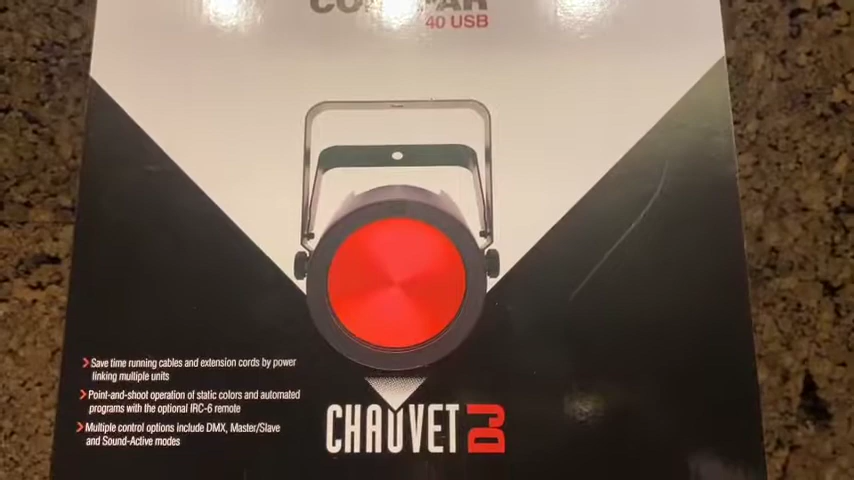 40 USB
Save Time running cables and extension cords by power
linking multiple units
Point-and-shoot operation of static colors and automated
programs with the optional IRC-6 remote
Multiple control options include DMX, Master/Slave
and Sound-Active modes
CHAUVET DJ